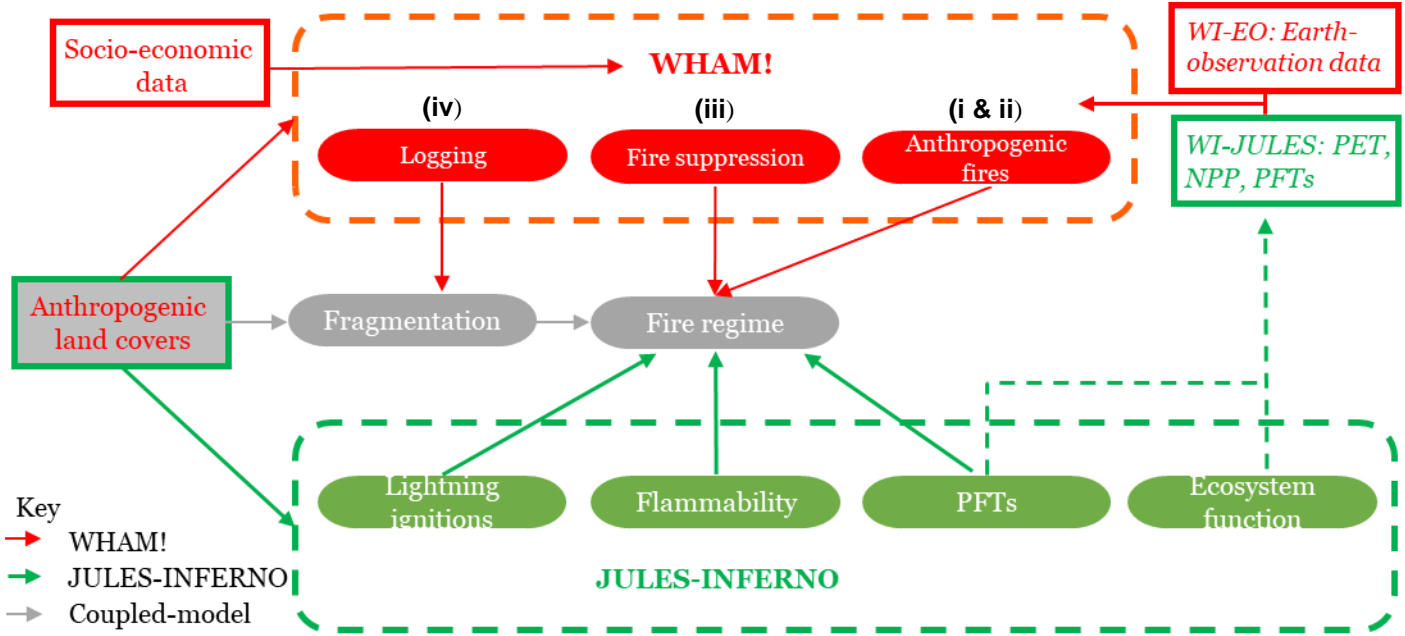 Socio-economic
data
WHAM!
WI-EO: Earth-
observation data
(iv)
(iii)
(i & ii)
Logging
Fire suppression
Anthropogenic
fires
WI-JULES: PET,
NPP, PFTs
Anthropogenic
land covers
Fragmentation
Fire regime
Lightning
ignitions
Flammability
PFTs
Ecosystem
function
JULES-INFERNO
Key
WHAM!
JULES-INFERNO
Coupled-model